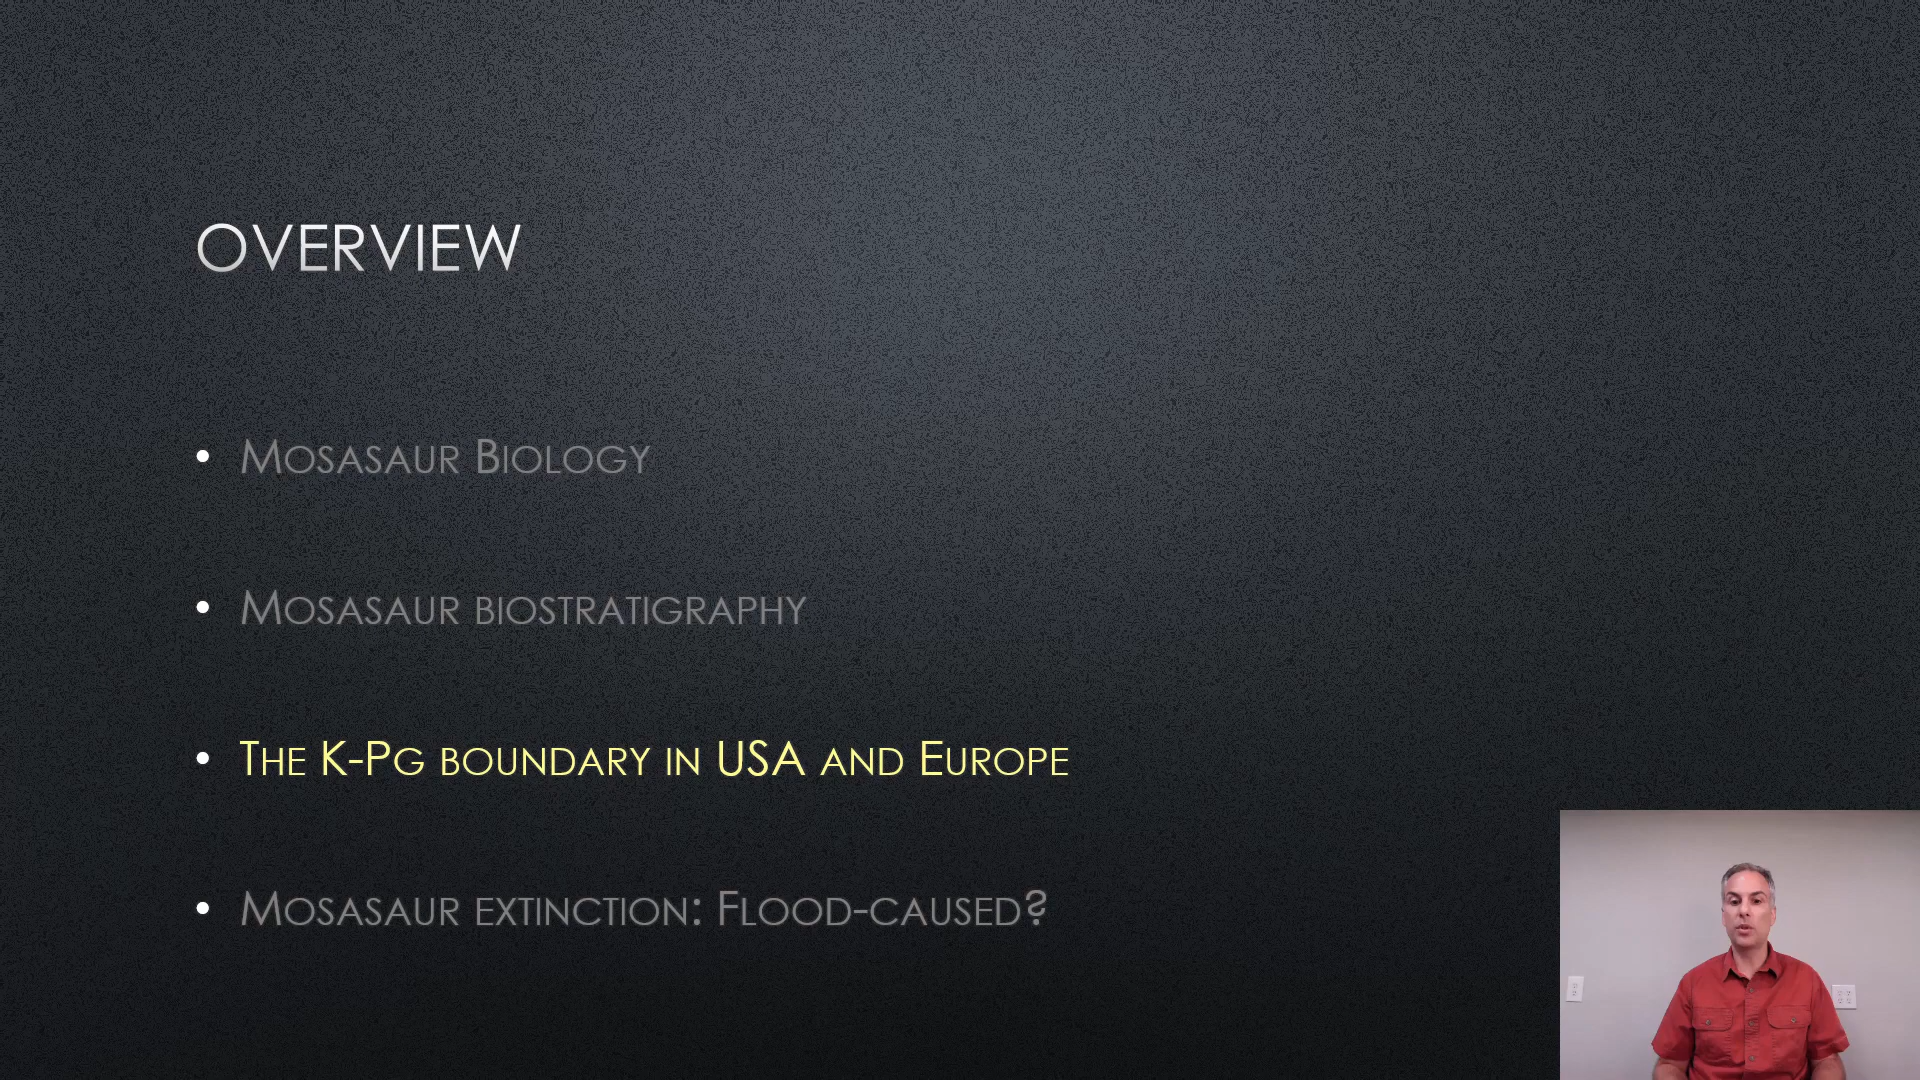 OVERVIEW
• Mosasaur Biology
• Mosasaur biostratigraphy
• The K-Pg boundary in USA and Europe
• Mosasaur extinction: Flood-caused?